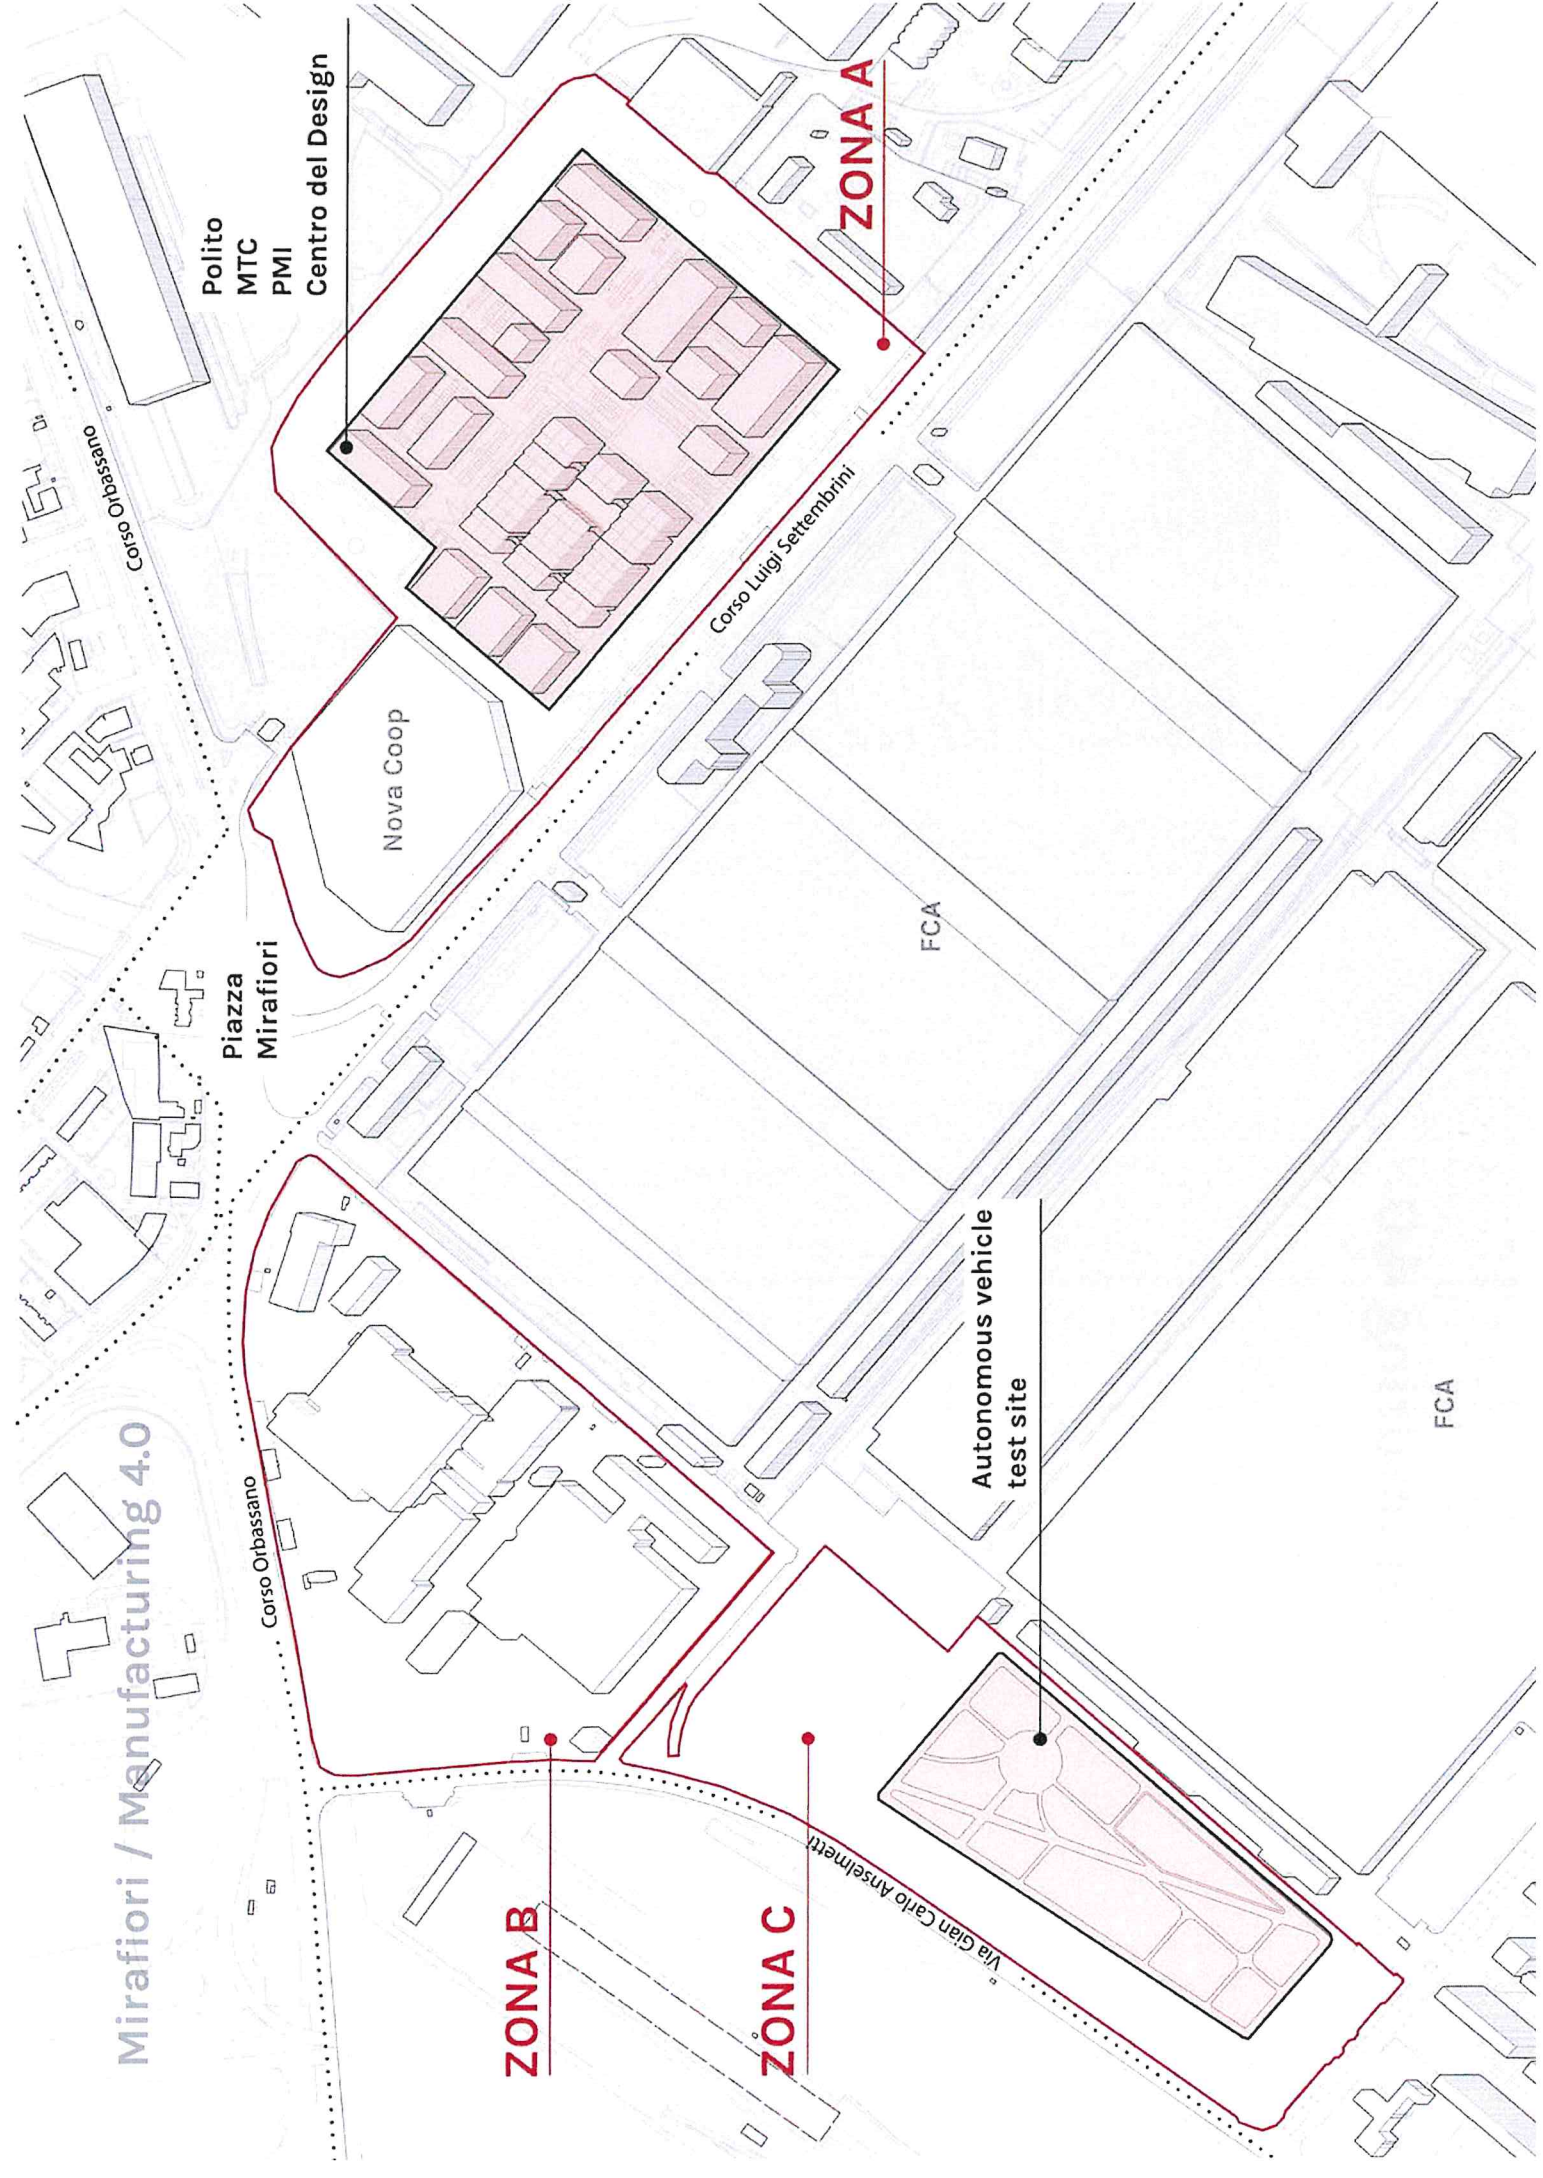 Mirafiori / Manufacturing 4.0
ZONA B
ZONA C
Corso Orbassano
Via Gian Carlo Anselmetti
Autonomous vehicle
test site
FCA
Piazza
Mirafiori
Nova Coop
FCA
Corso Luigi Settembrini
Corso Orbassano
Polito
MTC
PMI
Centro del Design
ZONA A